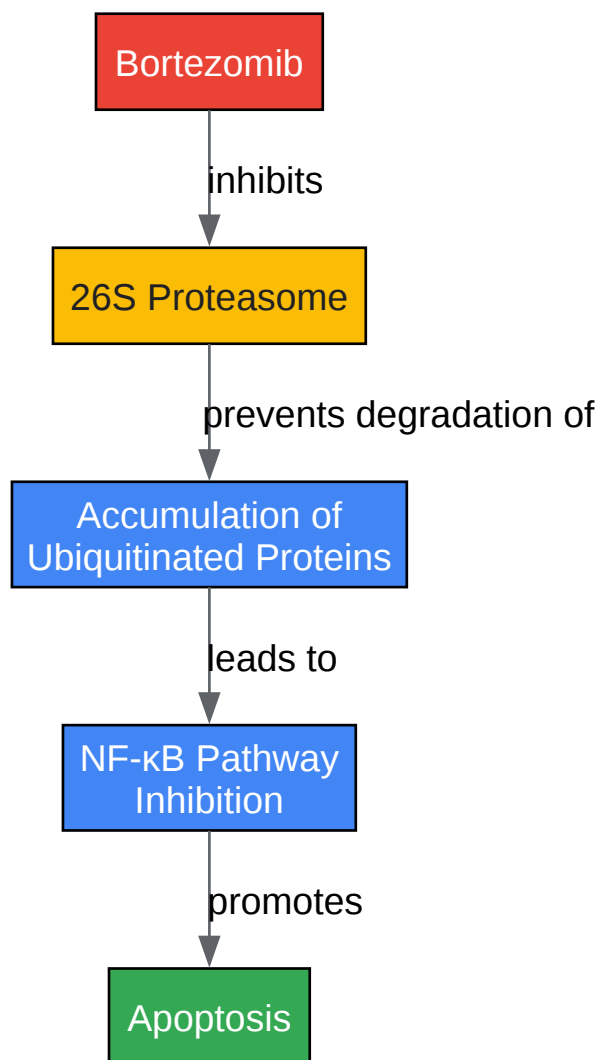 Bortezomib
inhibits
26S Proteasome
prevents degradation of
Accumulation of
Ubiquitinated Proteins
leads to
NF-κB Pathway
Inhibition
promotes
Apoptosis